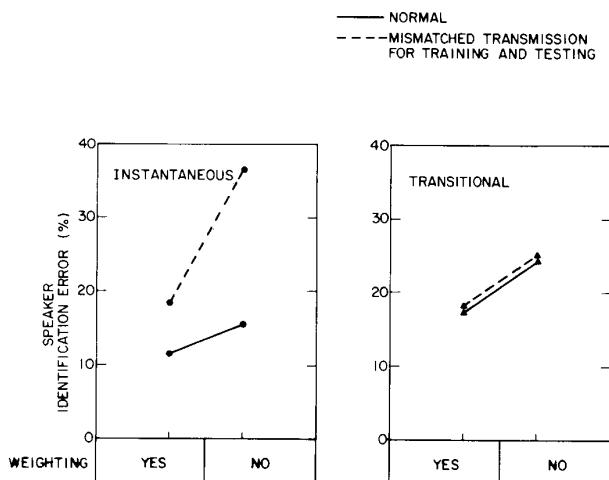 NORMAL
MISMATCHED TRANSMISSION
FOR TRAINING AND TESTING
40
30
20
10
0
SPEAKER
IDENTIFICATION ERROR (%)
INSTANTANEOUS
40
30
20
10
0
TRANSITIONAL
WEIGHTING YES NO YES NO